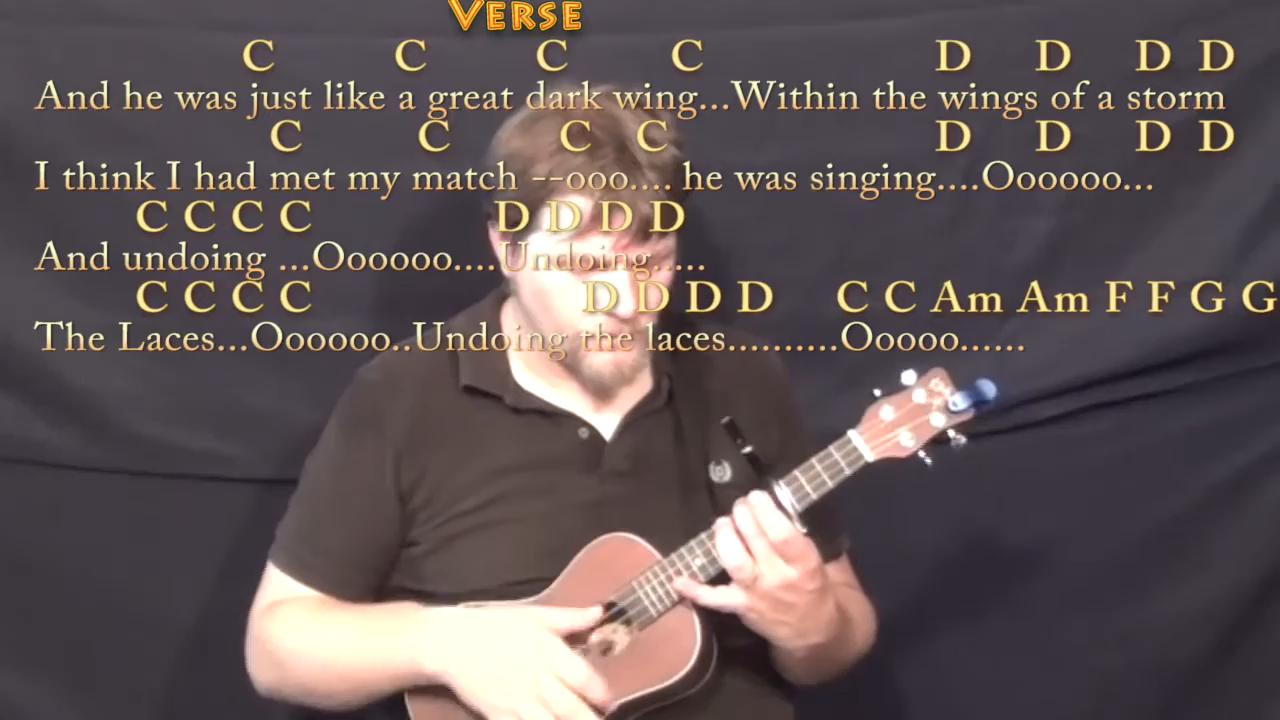 VERSE
C C C C D D D D
And he was just like a great dark wing...Within the wings of a storm
C C C C D D D D
I think I had met my match --ooo.... he was singing....Oooooo...
C C C C D D D D
And undoing ...Oooooo....Undoing.....
C C C C D D D D C C Am Am F F G G
The Laces...Oooooo..Undoing the laces..........Ooooo......